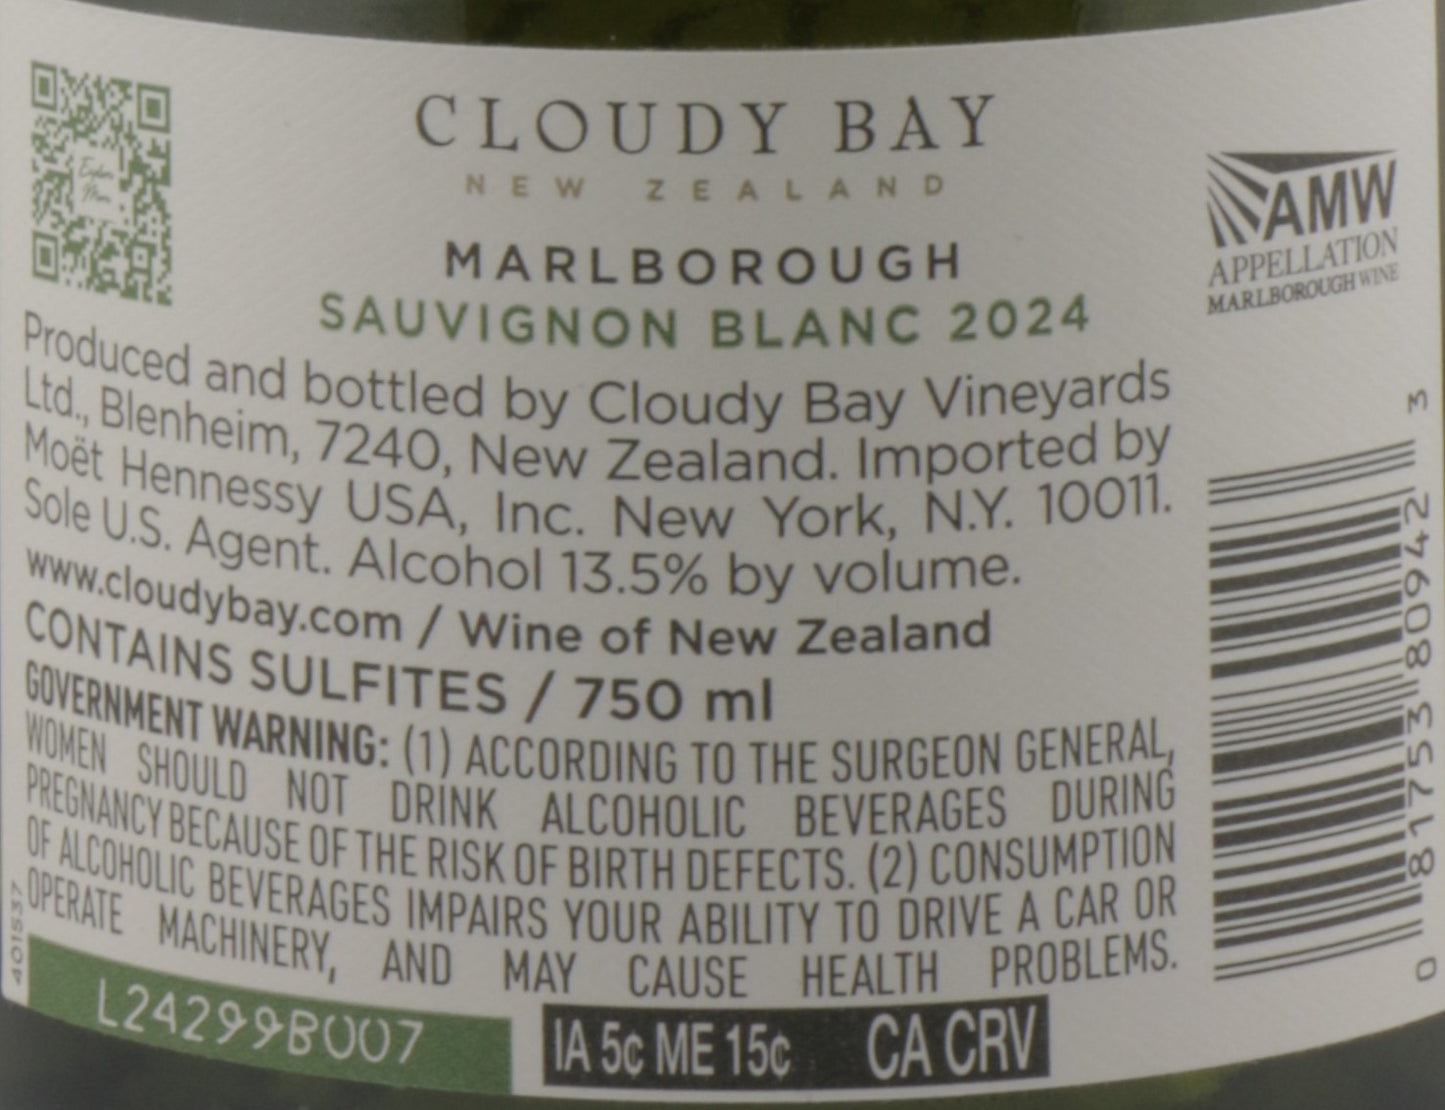 Explore
More
CLOUDY BAY
NEW ZEALAND
MARLBOROUGH
SAUVIGNON BLANC 2024
AMW
APPELLATION
MARLBOROUGH WINE
Produced and bottled by Cloudy Bay Vineyards
Ltd., Blenheim, 7240, New Zealand. Imported by
Moët Hennessy USA, Inc. New York, N.Y. 10011.
Sole U.S. Agent. Alcohol 13.5% by volume.
www.cloudybay.com / Wine of New Zealand
CONTAINS SULFITES / 750 ml
GOVERNMENT WARNING: (1) ACCORDING TO THE SURGEON GENERAL,
WOMEN SHOULD NOT DRINK ALCOHOLIC BEVERAGES DURING
PREGNANCY BECAUSE OF THE RISK OF BIRTH DEFECTS. (2) CONSUMPTION
OF ALCOHOLIC BEVERAGES IMPAIRS YOUR ABILITY TO DRIVE A CAR OR
OPERATE MACHINERY, AND MAY CAUSE HEALTH PROBLEMS.
401537
L24299B007
IA 5¢ ME 15¢ CA CRV
0 81753 80942 3